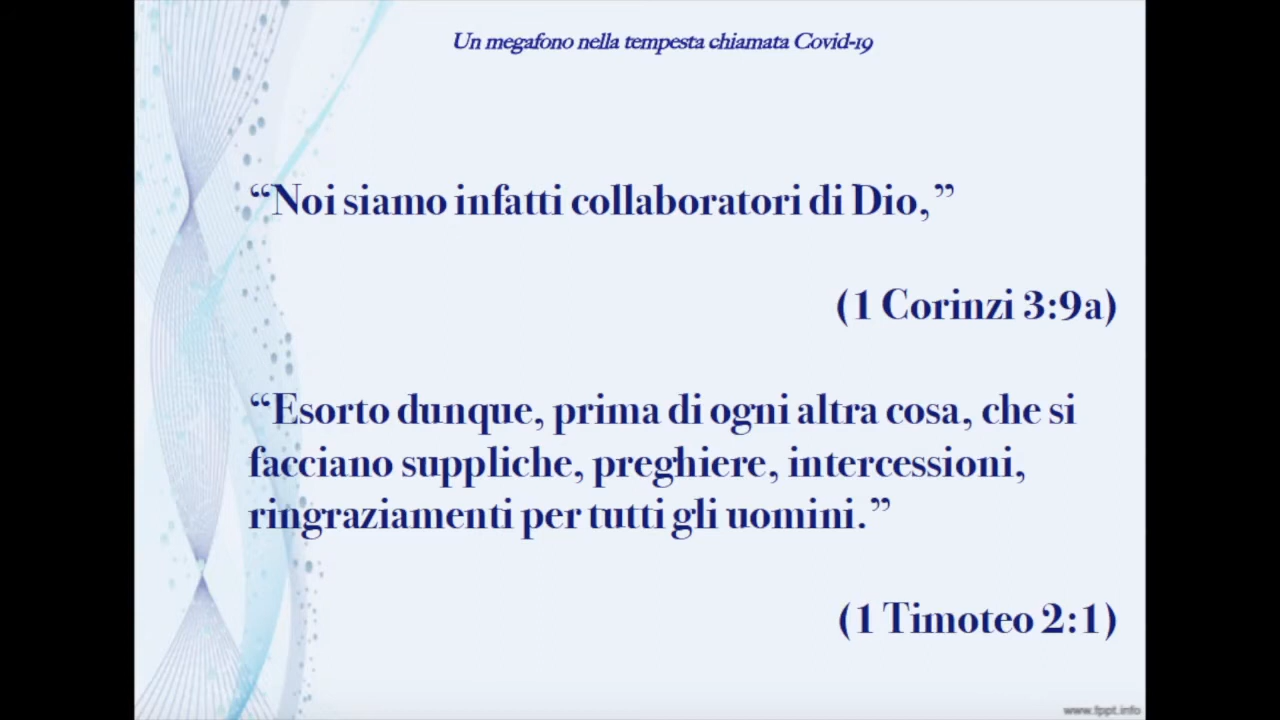 Un megafono nella tempesta chiamata Covid-19
“Noi siamo infatti collaboratori di Dio,”
(1 Corinzi 3:9a)
“Esorto dunque, prima di ogni altra cosa, che si
facciano suppliche, preghiere, intercessioni,
ringraziamenti per tutti gli uomini.”
(1 Timoteo 2:1)
www.fppt.info